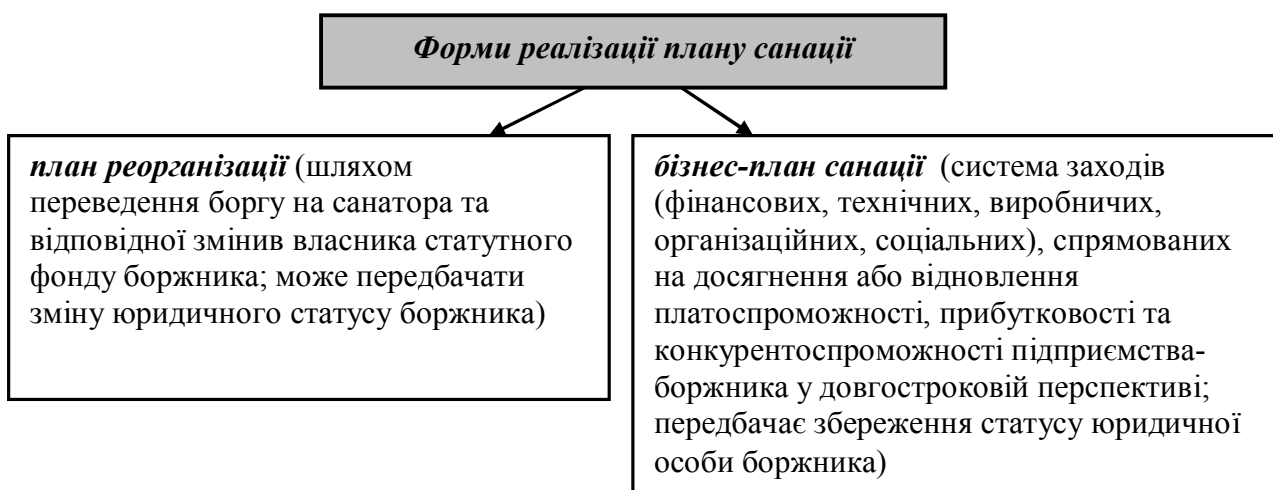 Форми реалізації плану санації
план реорганізації (шляхом
переведення боргу на санатора та
відповідної змінив власника статутного
фонду боржника; може передбачати
зміну юридичного статусу боржника)
бізнес-план санації (система заходів
(фінансових, технічних, виробничих,
організаційних, соціальних), спрямованих
на досягнення або відновлення
платоспроможності, прибутковості та
конкурентоспроможності підприємства-
боржника у довгостроковій перспективі;
передбачає збереження статусу юридичної
особи боржника)